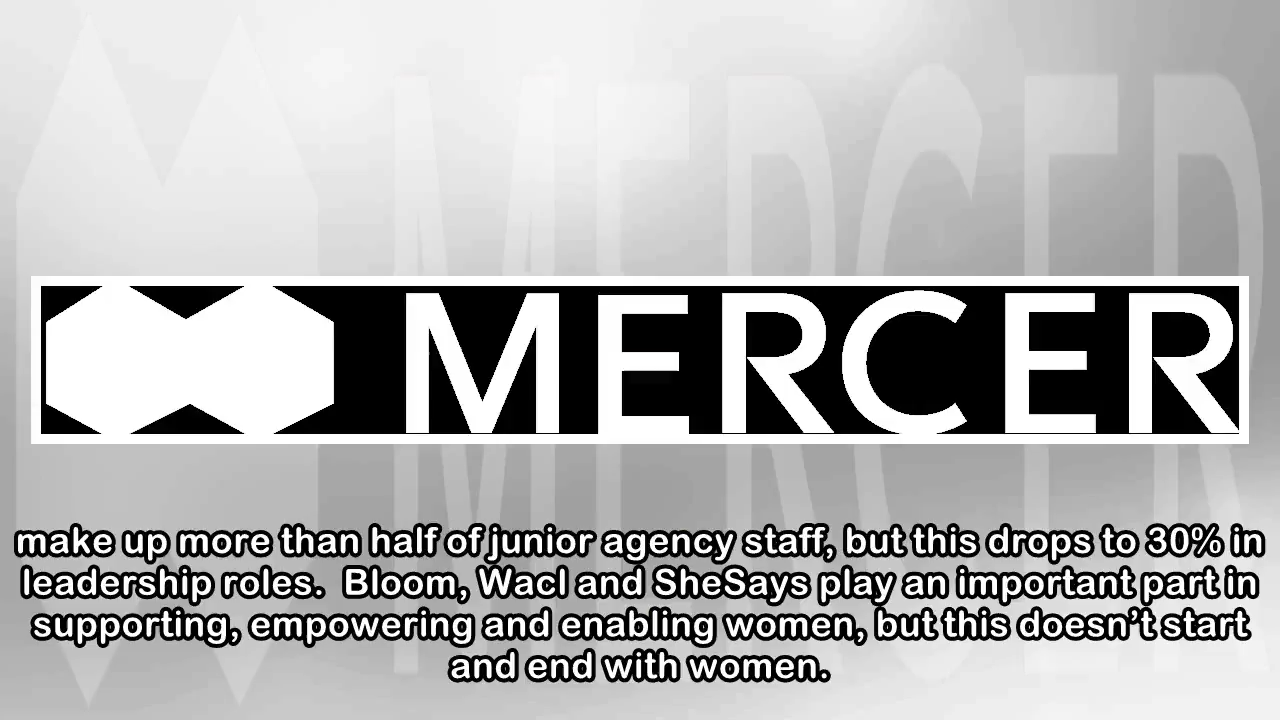 MERCER
MERCER
make up more than half of junior agency staff, but this drops to 30% in
leadership roles.  Bloom, Wacl and SheSays play an important part in
supporting, empowering and enabling women, but this doesn’t start
and end with women.